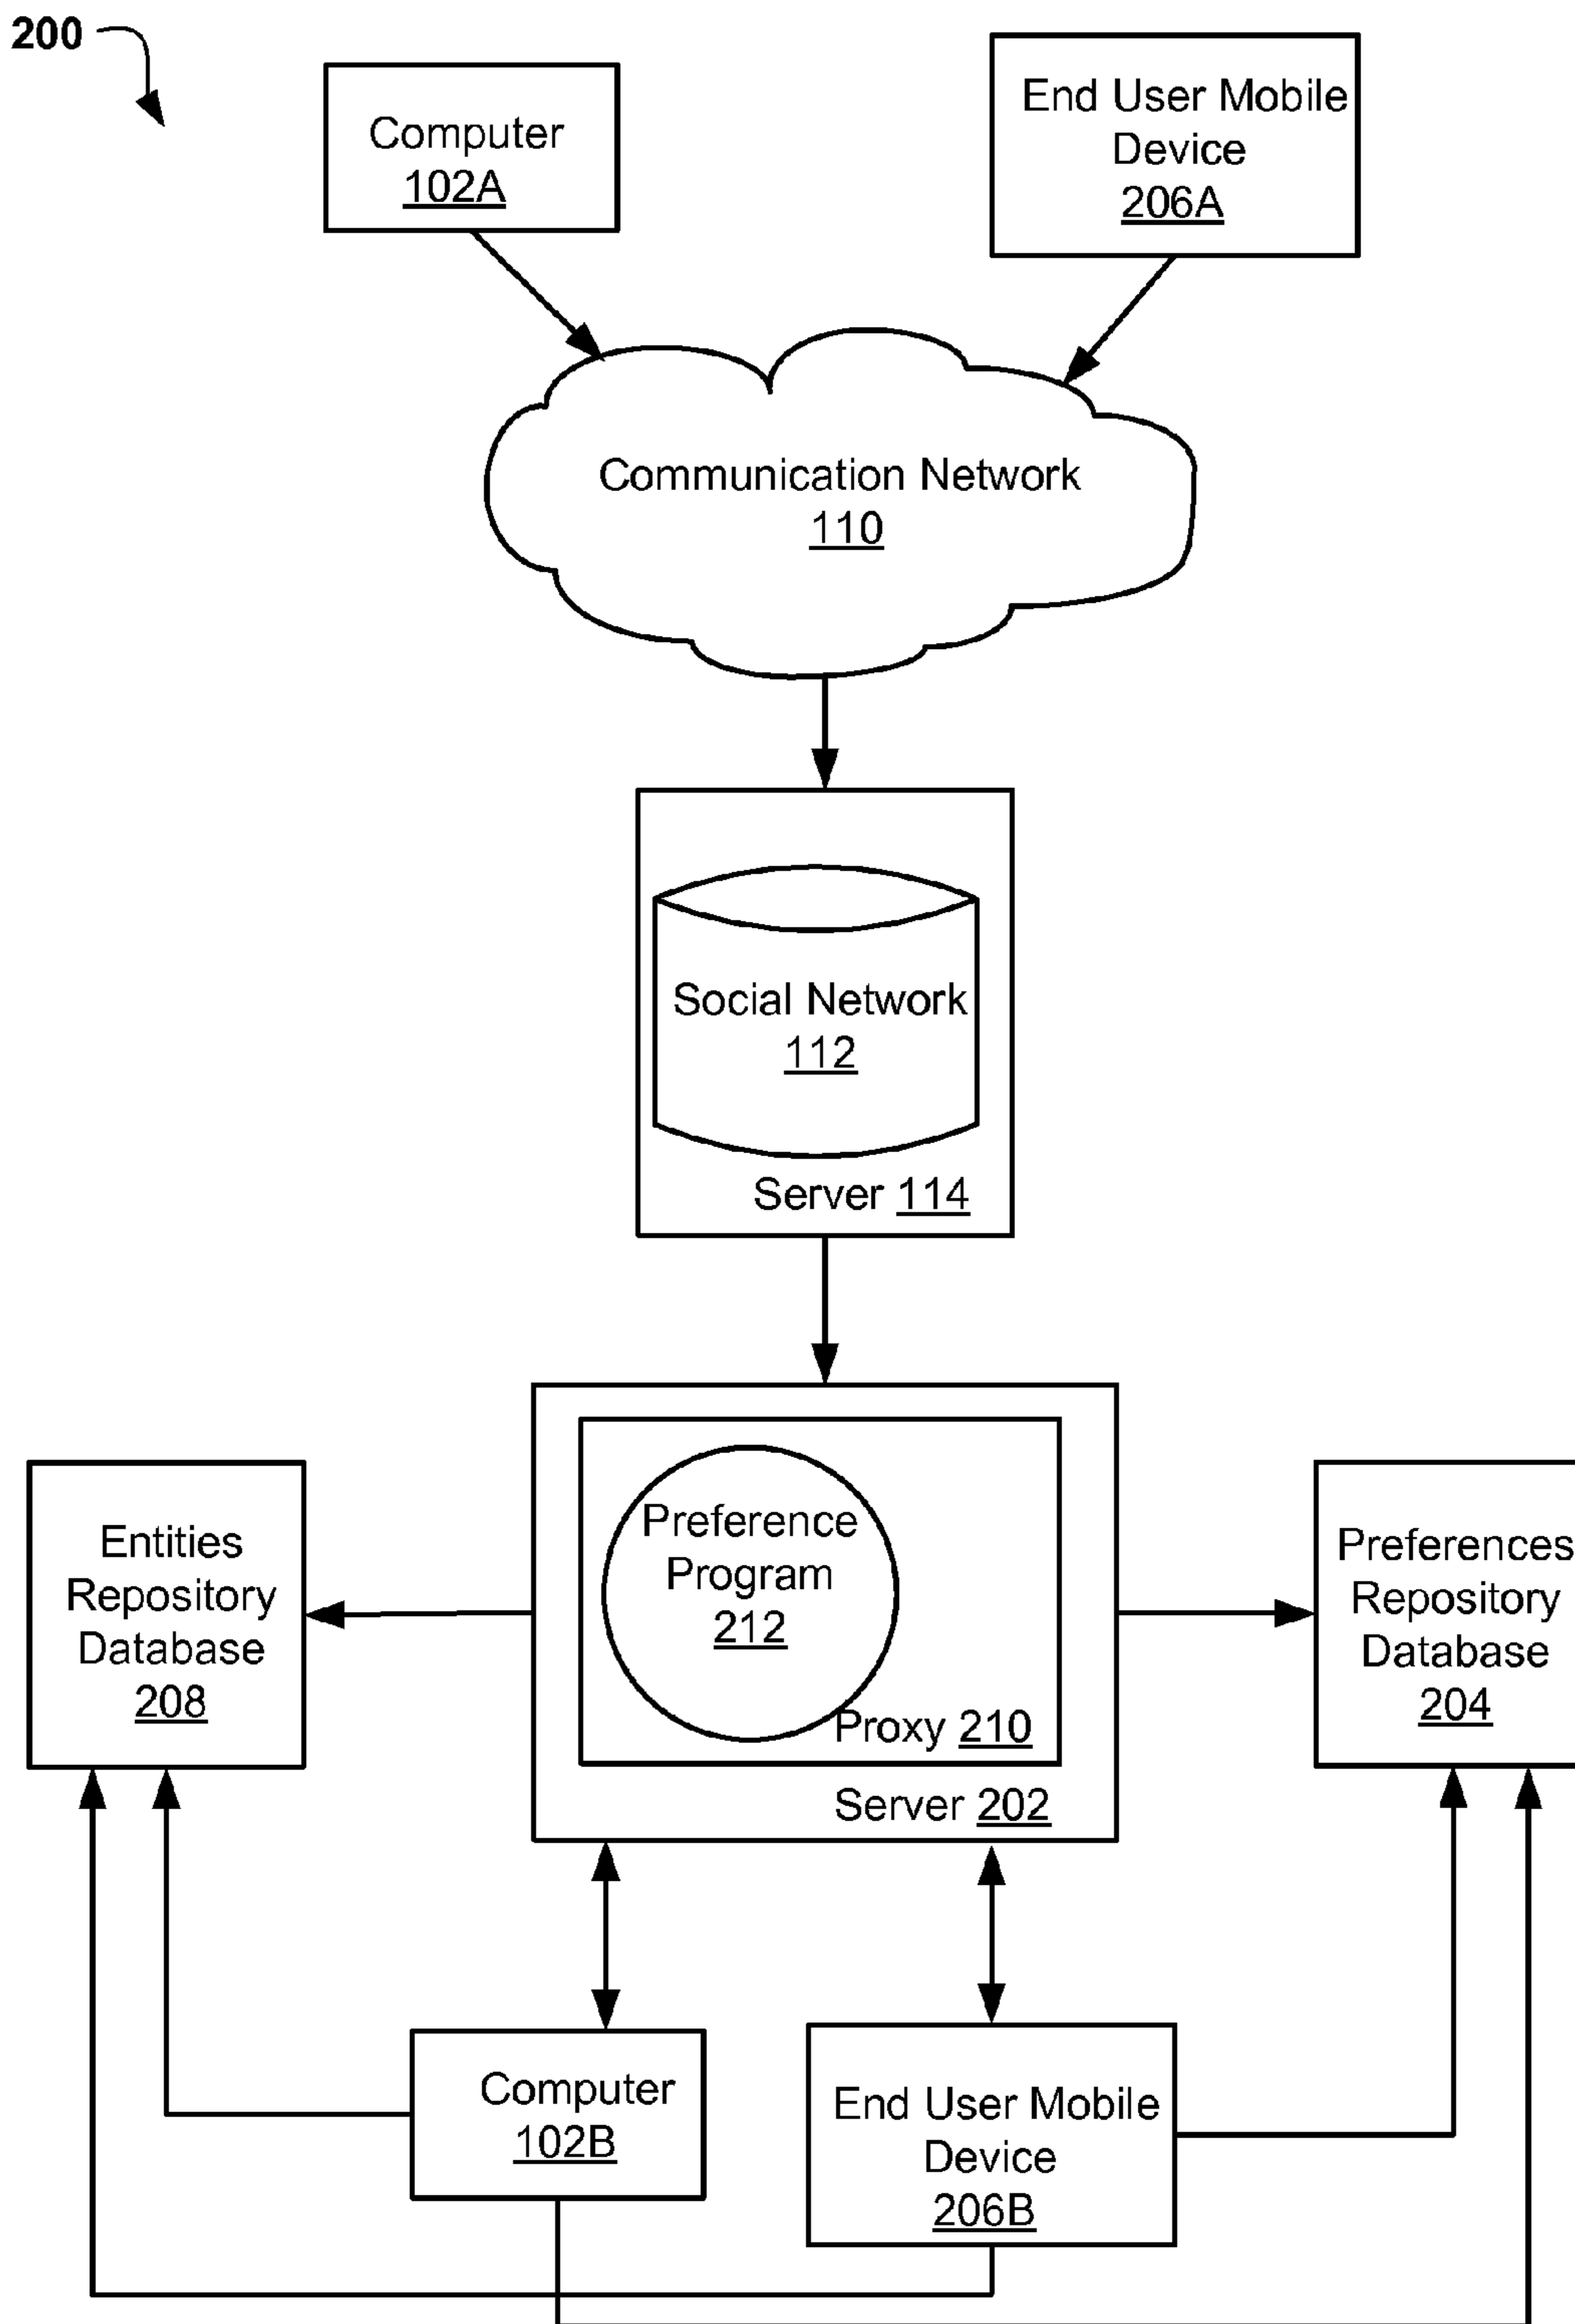 200
Computer
102A
End User Mobile
Device
206A
Communication Network
110
Social Network
112
Server 114
Preference
Program
212
Proxy 210
Server 202
Entities
Repository
Database
208
Preferences
Repository
Database
204
Computer
102B
End User Mobile
Device
206B